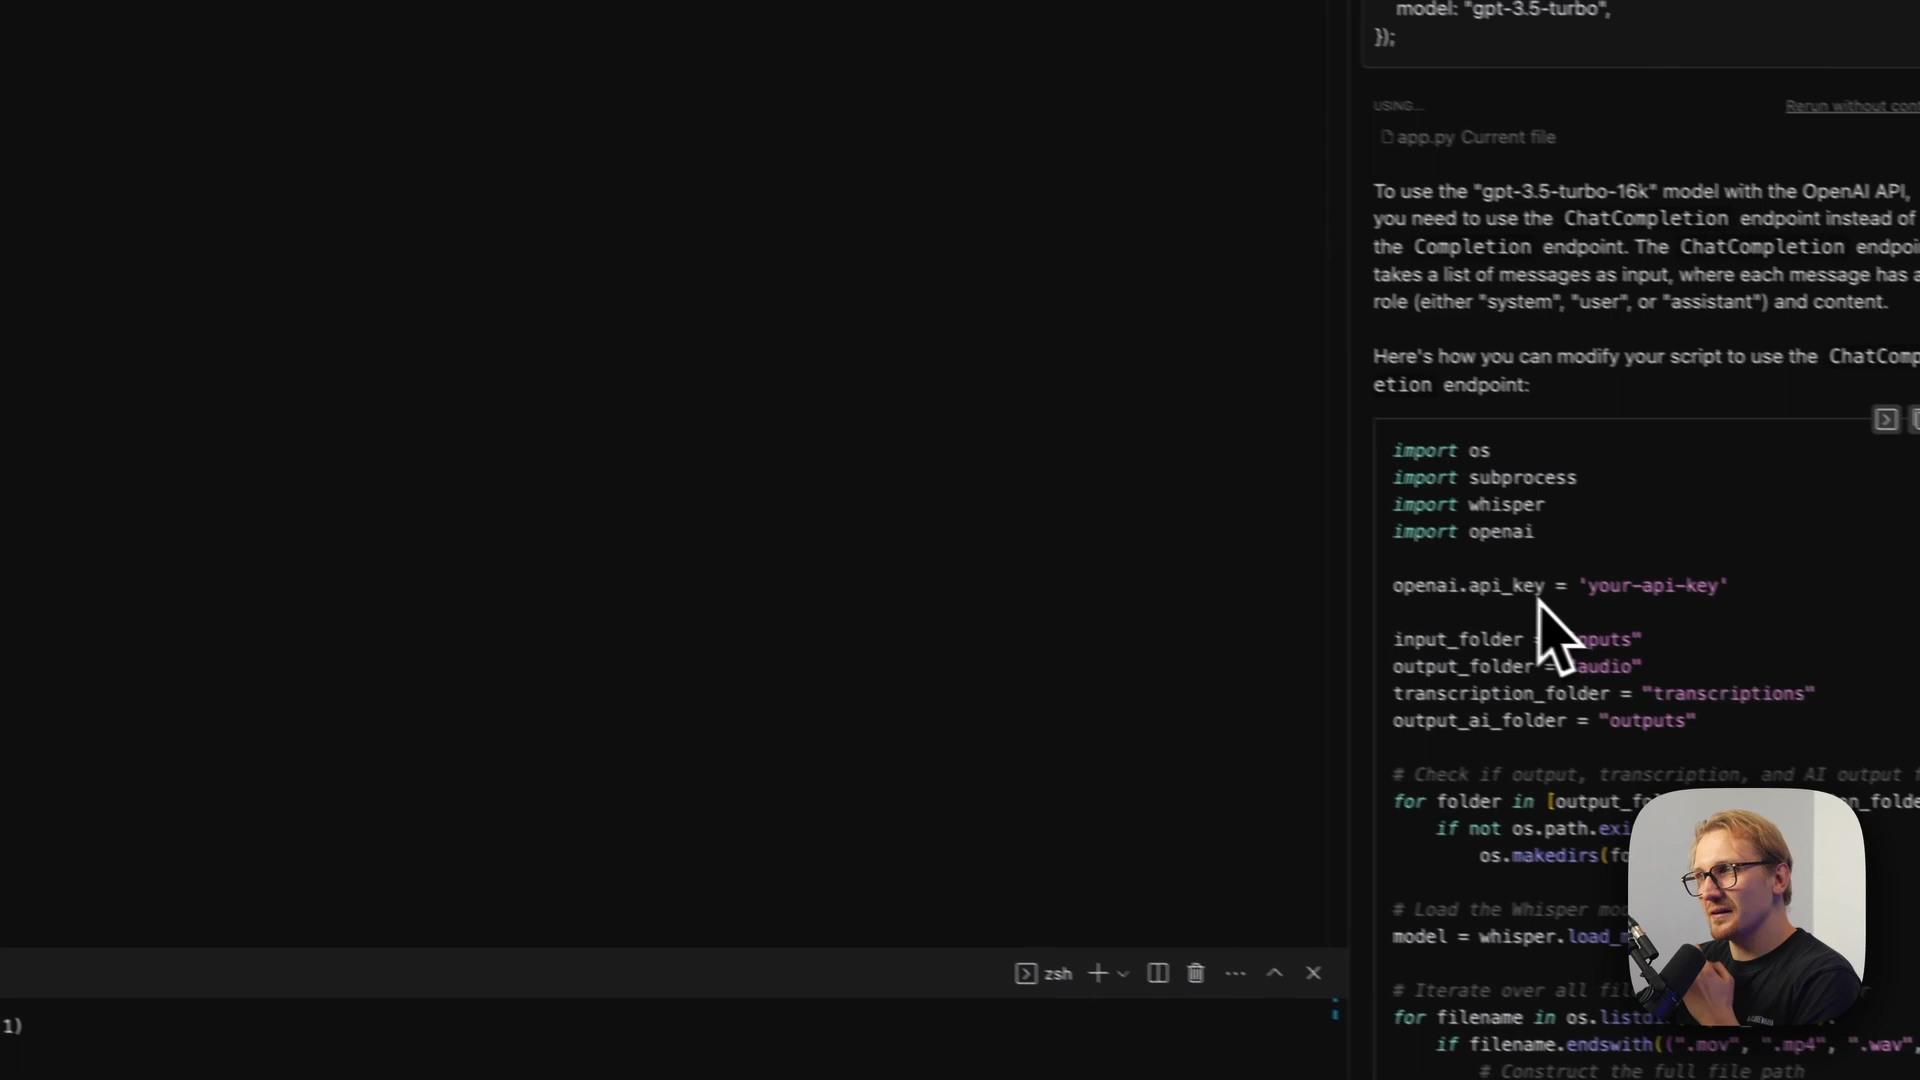 model: "gpt-3.5-turbo",
});
USING...
Rerun without
app.py Current file
To use the "gpt-3.5-turbo-16k" model with the OpenAI API,
you need to use the ChatCompletion endpoint instead of
the Completion endpoint. The ChatCompletion
takes a list of messages as input, where each message has
role (either "system", "user", or "assistant") and content.
Here's how you can modify your script to use the ChatComp
etion endpoint:
import os
import subprocess
import whisper
import openai
openai.api_key = 'your-api-key'
input_folder
output_folder = audio"
transcription_folder = "transcriptions"
output_ai_folder = "outputs"
# Check if output, transcription, and AI output
for folder in [
if not os.path.
os.makedirs(
# Load the Whisper
model = whisper.
# Iterate over all
for filename in os.
if filename.endswith((".mov", ".mp4", ".wav",
# Construct the full file path
zsh
1)